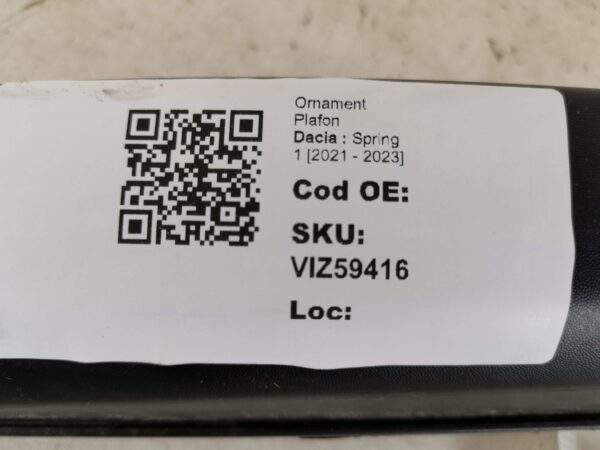 Ornament
Plafon
Dacia : Spring
1 [2021 - 2023]
Cod OE:
SKU:
VIZ59416
Loc: